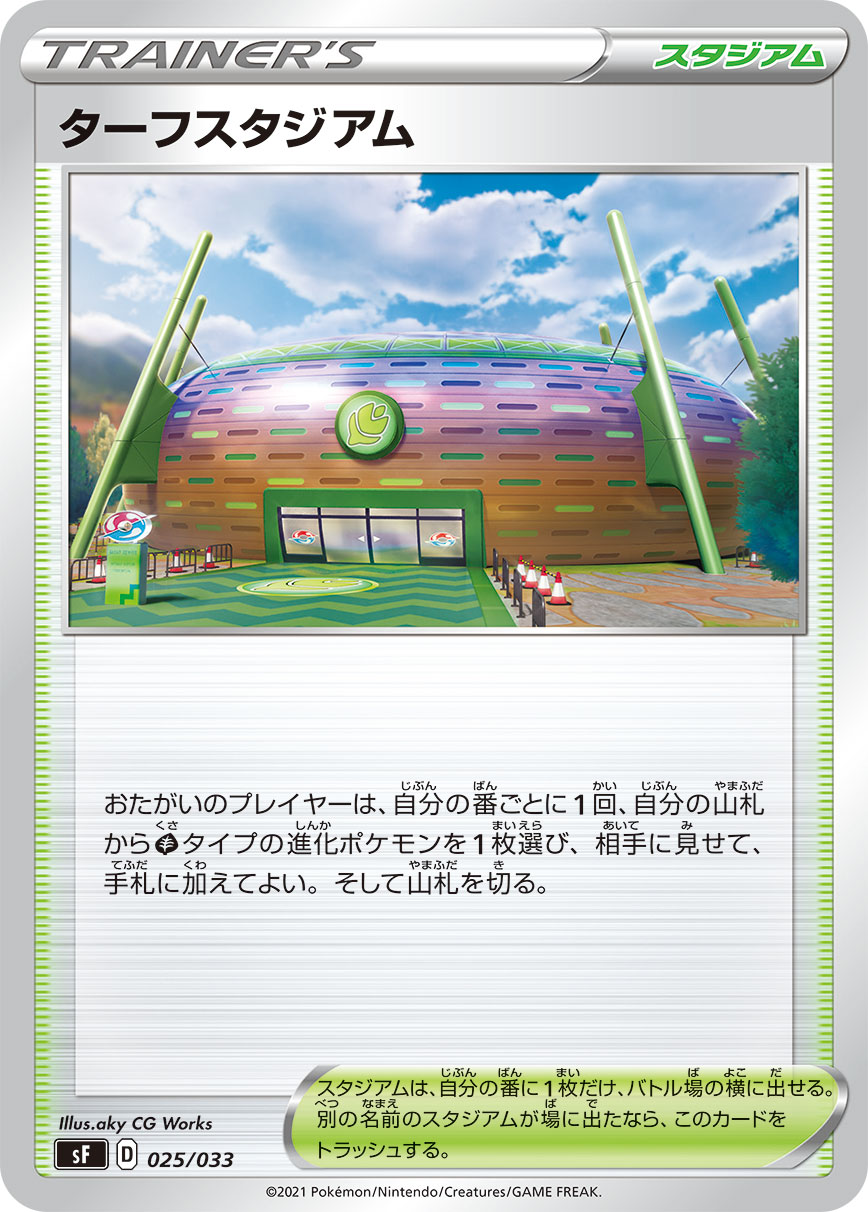 TRAINER'S
スタジアム
ターフスタジアム
おたがいのプレイヤーは、自分の番ごとに1回、自分の山札
からタイプの進化ポケモンを1枚選び、相手に見せて、
手札に加えてよい。そして山札を切る。
スタジアムは、自分の番に1枚だけ、バトル場の横に出せる。
別の名前のスタジアムが場に出たなら、このカードを
トラッシュする。
Illus.aky CG Works
sF D 025/033
©2021 Pokémon/Nintendo/Creatures/GAME FREAK.